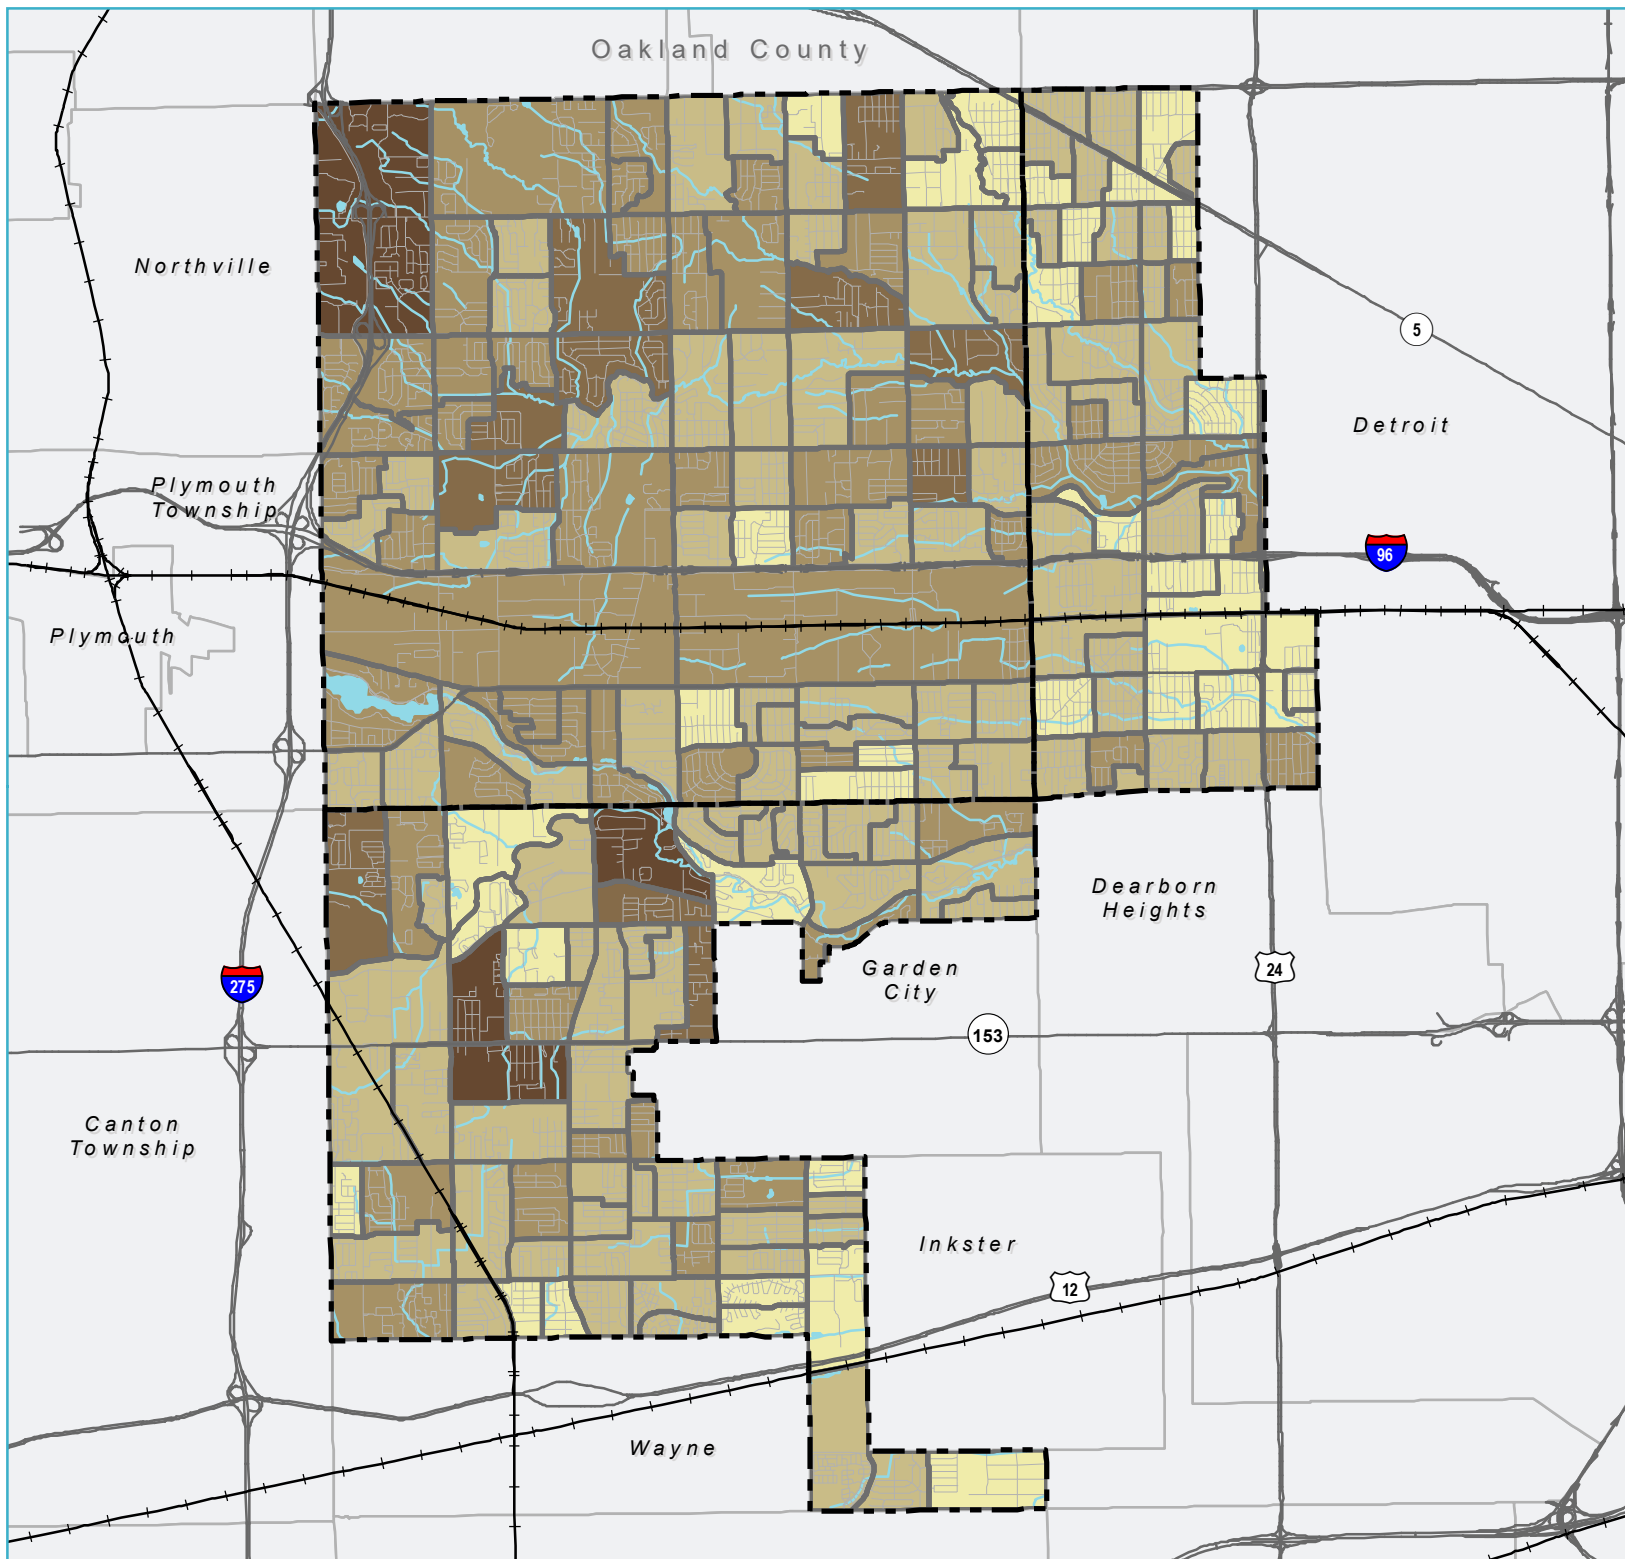 Oakland County
Northville
5
Detroit
Plymouth
Township
96
Plymouth
Dearborn
Heights
Garden
City
24
275
153
Canton
Township
Inkster
12
Wayne